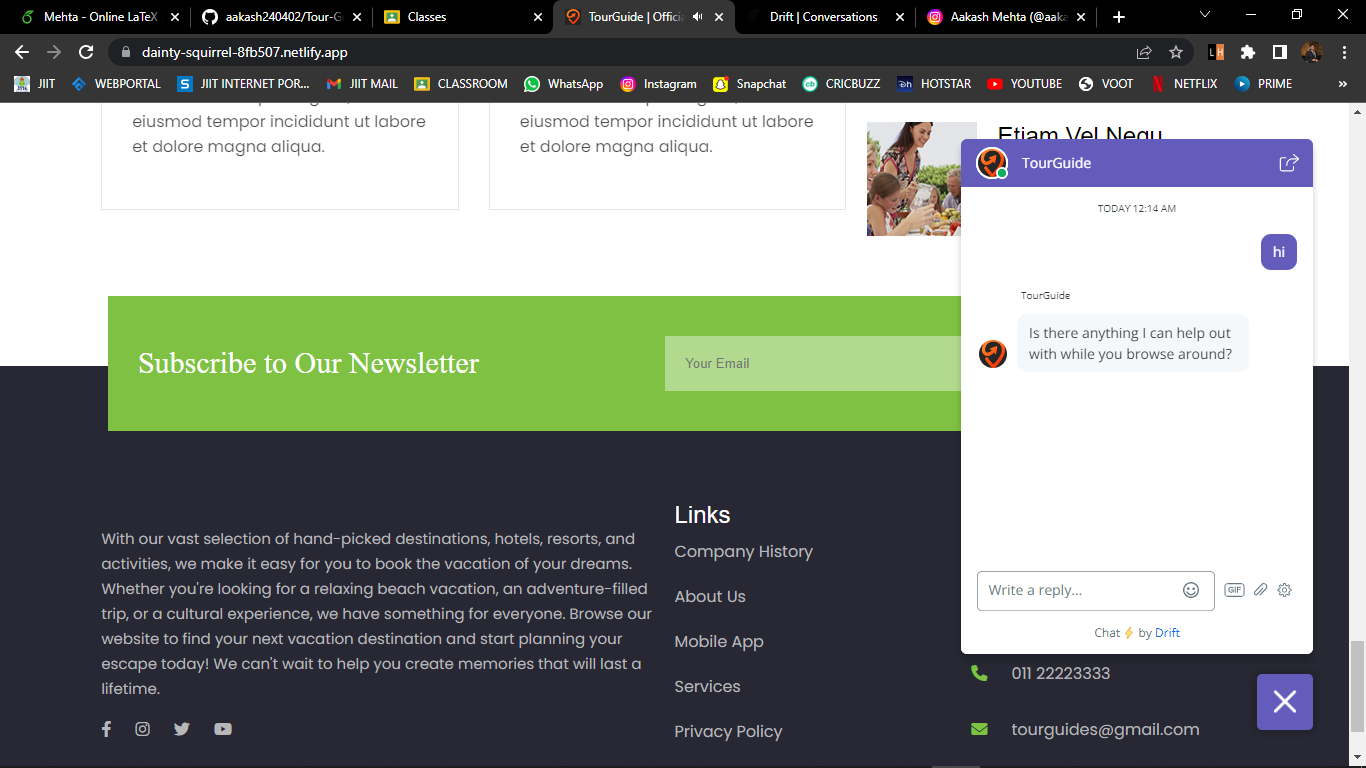 Mehta - Online LaTeX
aakash240402/Tour-G
Classes
TourGuide | Offici
Drift | Conversations
Aakash Mehta (@aaka
dainty-squirrel-8fb507.netlify.app
JIIT
WEBPORTAL
JIIT INTERNET POR...
JIIT MAIL
CLASSROOM
WhatsApp
Instagram
Snapchat
CRICBUZZ
HOTSTAR
YOUTUBE
VOOT
NETFLIX
PRIME
»
eiusmod tempor incididunt ut labore
et dolore magna aliqua.
eiusmod tempor incididunt ut labore
et dolore magna aliqua.
Etiam Vel Nequ
TourGuide
TODAY 12:14 AM
hi
TourGuide
Is there anything I can help out
with while you browse around?
Write a reply...
GIF
Chat ⚡ by Drift
Subscribe to Our Newsletter
Your Email
With our vast selection of hand-picked destinations, hotels, resorts, and
activities, we make it easy for you to book the vacation of your dreams.
Whether you're looking for a relaxing beach vacation, an adventure-filled
trip, or a cultural experience, we have something for everyone. Browse our
website to find your next vacation destination and start planning your
escape today! We can't wait to help you create memories that will last a
lifetime.
Links
Company History
About Us
Mobile App
Services
Privacy Policy
011 22223333
tourguides@gmail.com